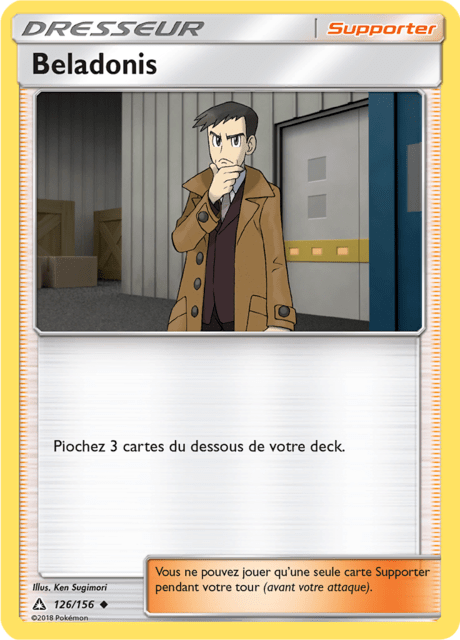 DRESSEUR
Supporter
Beladonis
Piochez 3 cartes du dessous de votre deck.
Vous ne pouvez jouer qu'une seule carte Supporter
pendant votre tour (avant votre attaque).
Illus. Ken Sugimori
126/156
©2018 Pokémon